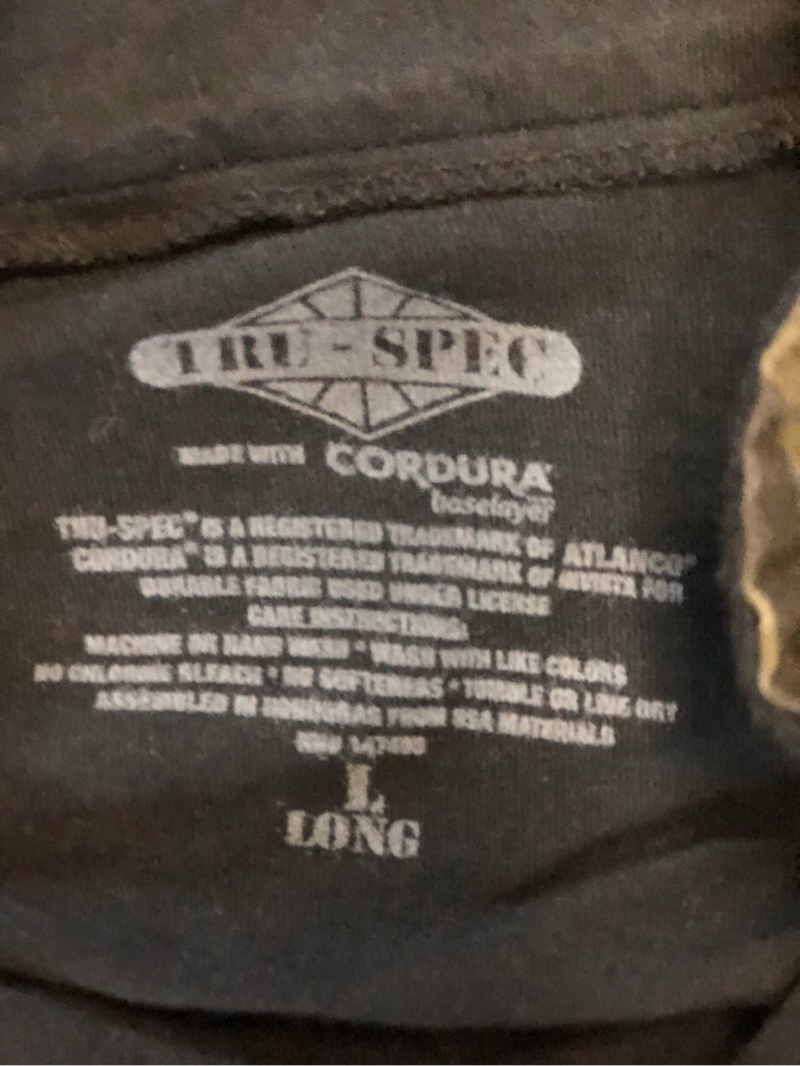 TRU-SPEC
MADE WITH CORDURA
baselayer
TRU-SPEC® IS A REGISTERED TRADEMARK OF ATLANCO®
CORDURA® IS A REGISTERED TRADEMARK OF INVISTA FOR
DURABLE FABRIC USED UNDER LICENSE
CARE INSTRUCTIONS:
MACHINE OR HAND WASH * WASH WITH LIKE COLORS
NO CHLORINE BLEACH * NO SOFTENERS * TUMBLE OR LINE DRY
ASSEMBLED IN HONDURAS FROM USA MATERIALS
L
LONG